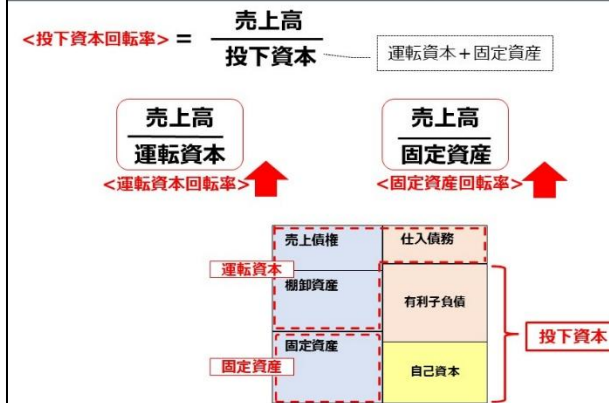 <投下資本回転率> = 売上高
投下資本
運転資本＋固定資産
売上高
運転資本
<運転資本回転率>
売上高
固定資産
<固定資産回転率>
売上債権
仕入債務
運転資本
棚卸資産
有利子負債
投下資本
固定資産
固定資産
自己資本